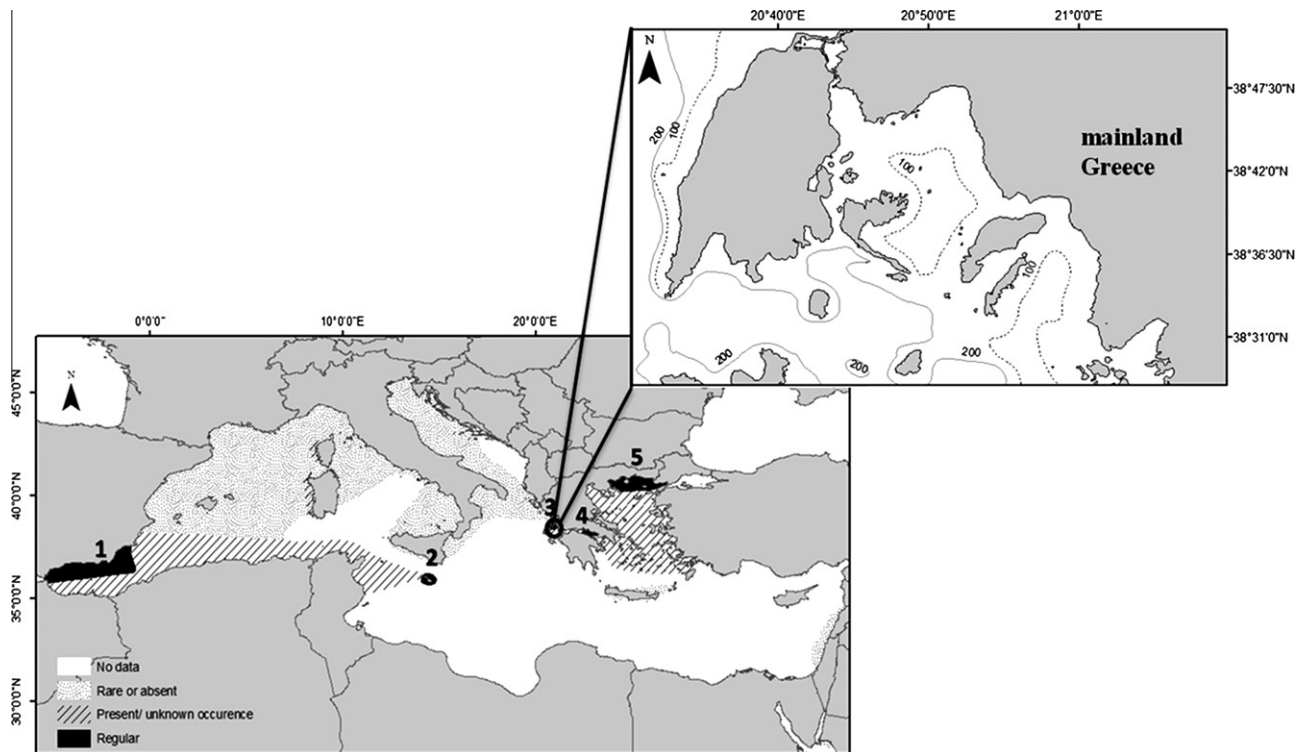 20°40'0"E
20°50'0"E
21°0'0"E
N
38°47'30"N
38°42'0"N
38°36'30"N
38°31'0"N
mainland
Greece
200
100
100
100
200
200
200
0°0'0"
10°0'0"E
20°0'0"E
N
45°0'0"N
40°0'0"N
35°0'0"N
30°0'0"N
1
2
3
4
5
No data
Rare or absent
Present/ unknown occurence
Regular